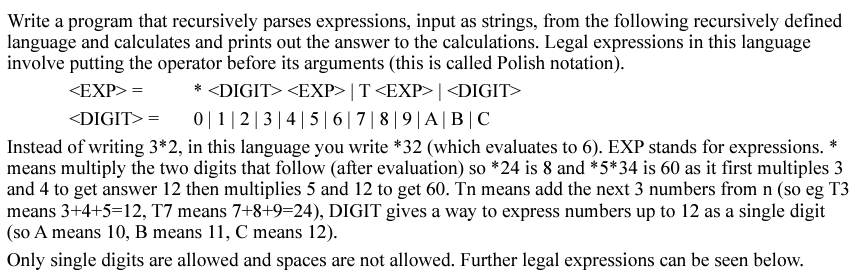 Write a program that recursively parses expressions, input as strings, from the following recursively defined
language and calculates and prints out the answer to the calculations. Legal expressions in this language
involve putting the operator before its arguments (this is called Polish notation).
<EXP> = * <DIGIT> <EXP> | T <EXP> | <DIGIT>
<DIGIT> = 0 | 1 | 2 | 3 | 4 | 5 | 6 | 7 | 8 | 9 | A | B | C
Instead of writing 3*2, in this language you write *32 (which evaluates to 6). EXP stands for expressions. *
means multiply the two digits that follow (after evaluation) so *24 is 8 and *5*34 is 60 as it first multiples 3
and 4 to get answer 12 then multiplies 5 and 12 to get 60. Tn means add the next 3 numbers from n (so eg T3
means 3+4+5=12, T7 means 7+8+9=24), DIGIT gives a way to express numbers up to 12 as a single digit
(so A means 10, B means 11, C means 12).
Only single digits are allowed and spaces are not allowed. Further legal expressions can be seen below.